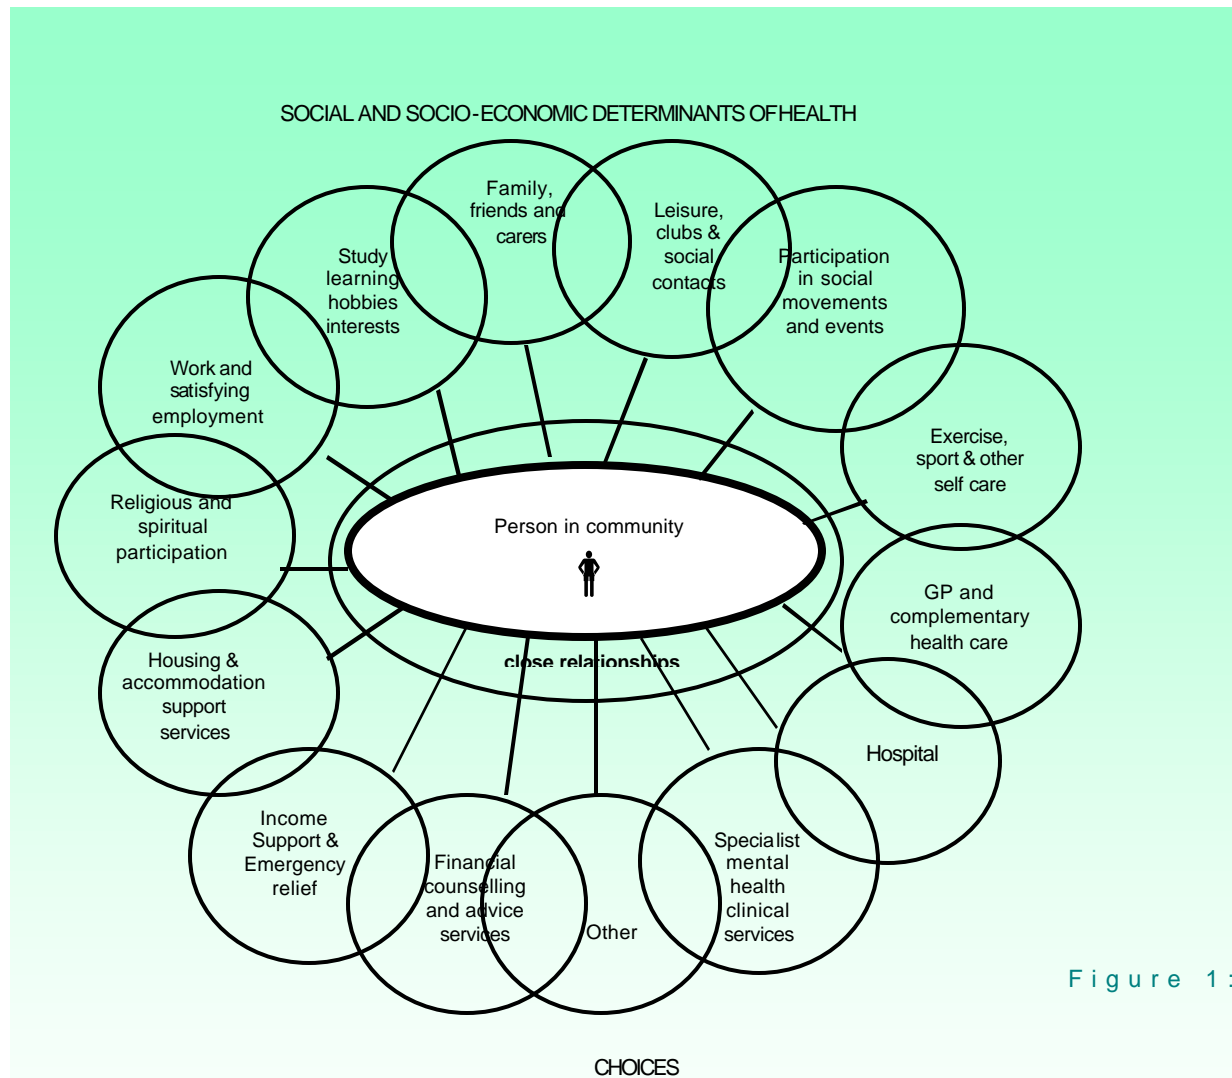 SOCIAL AND SOCIO-ECONOMIC DETERMINANTS OF HEALTH
Family,
friends and
carers
Leisure,
clubs &
social
contacts
Participation
in social
movements
and events
Study
learning
hobbies
interests
Work and
satisfying
employment
Exercise,
sport & other
self care
Religious and
spiritual
participation
Person in community
GP and
complementary
health care
close relationships
Housing &
accommodation
support
services
Hospital
Income
Support &
Emergency
relief
Financial
counselling
and advice
services
Other
Specialist
mental
health
clinical
services
Figure 1:
CHOICES